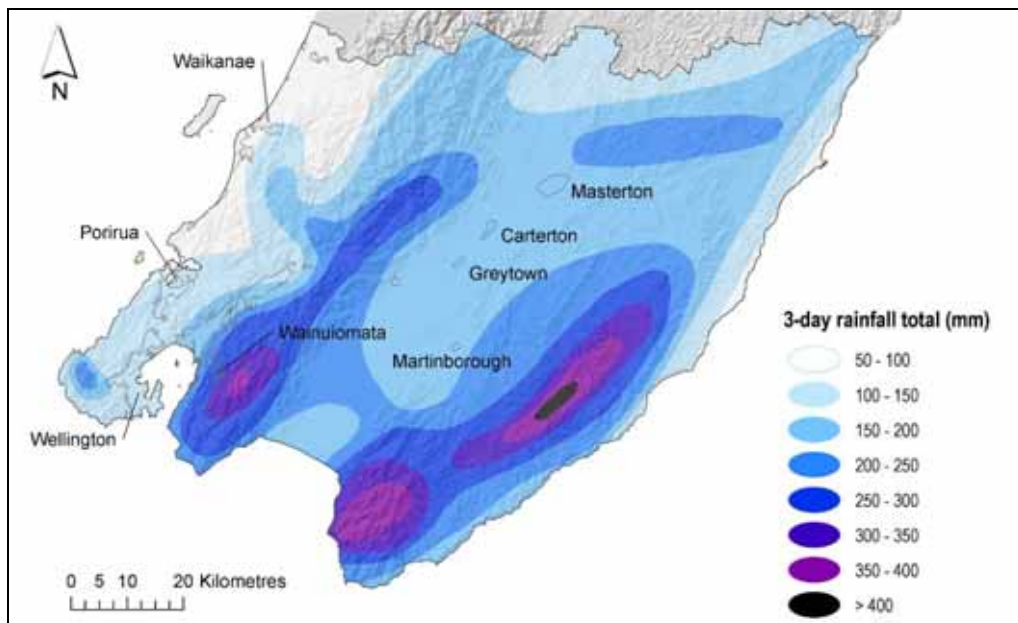 N
Waikanae
Masterton
Porirua
Carterton
Greytown
Wainuiomata
Martinborough
Wellington
0 5 10 20 Kilometres
3-day rainfall total (mm)
50 - 100
100 - 150
150 - 200
200 - 250
250 - 300
300 - 350
350 - 400
> 400